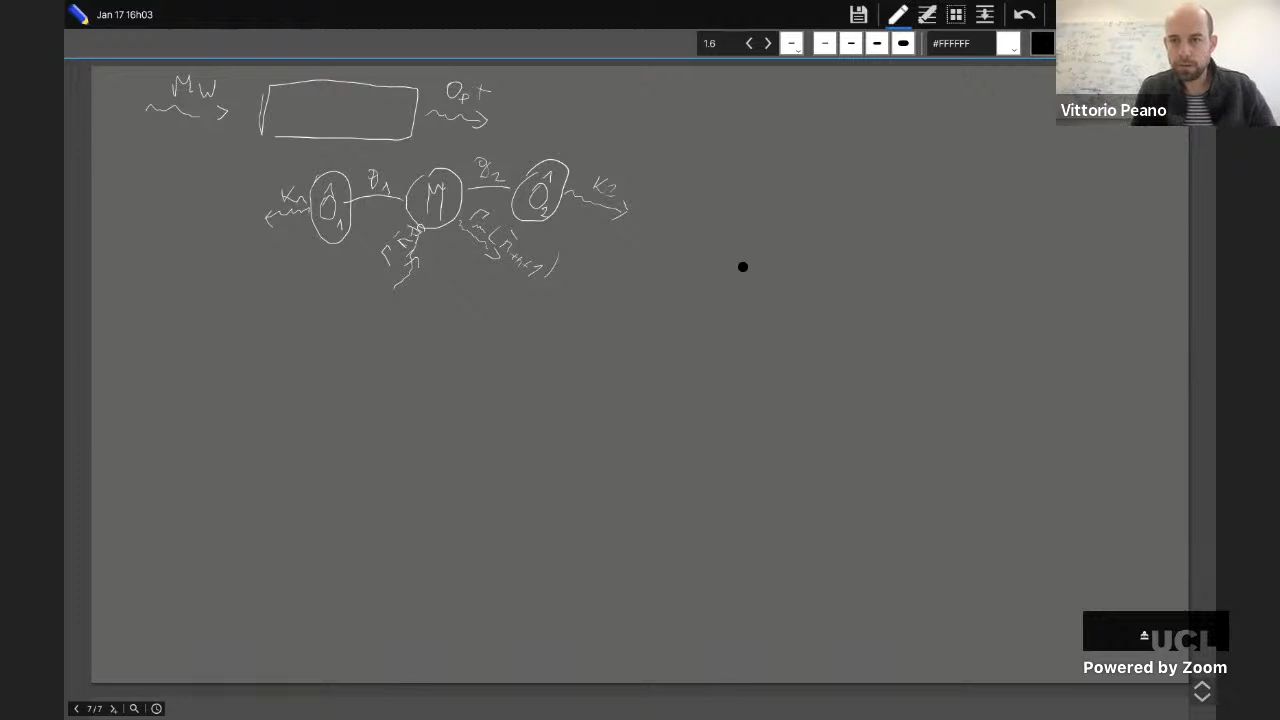 Jan 17 16h03
1.6
#FFFFFF
Vittorio Peano
MW
Opt
κ1 g1 M g2 κ2
O1 O2
UCL
Powered by Zoom
7/7